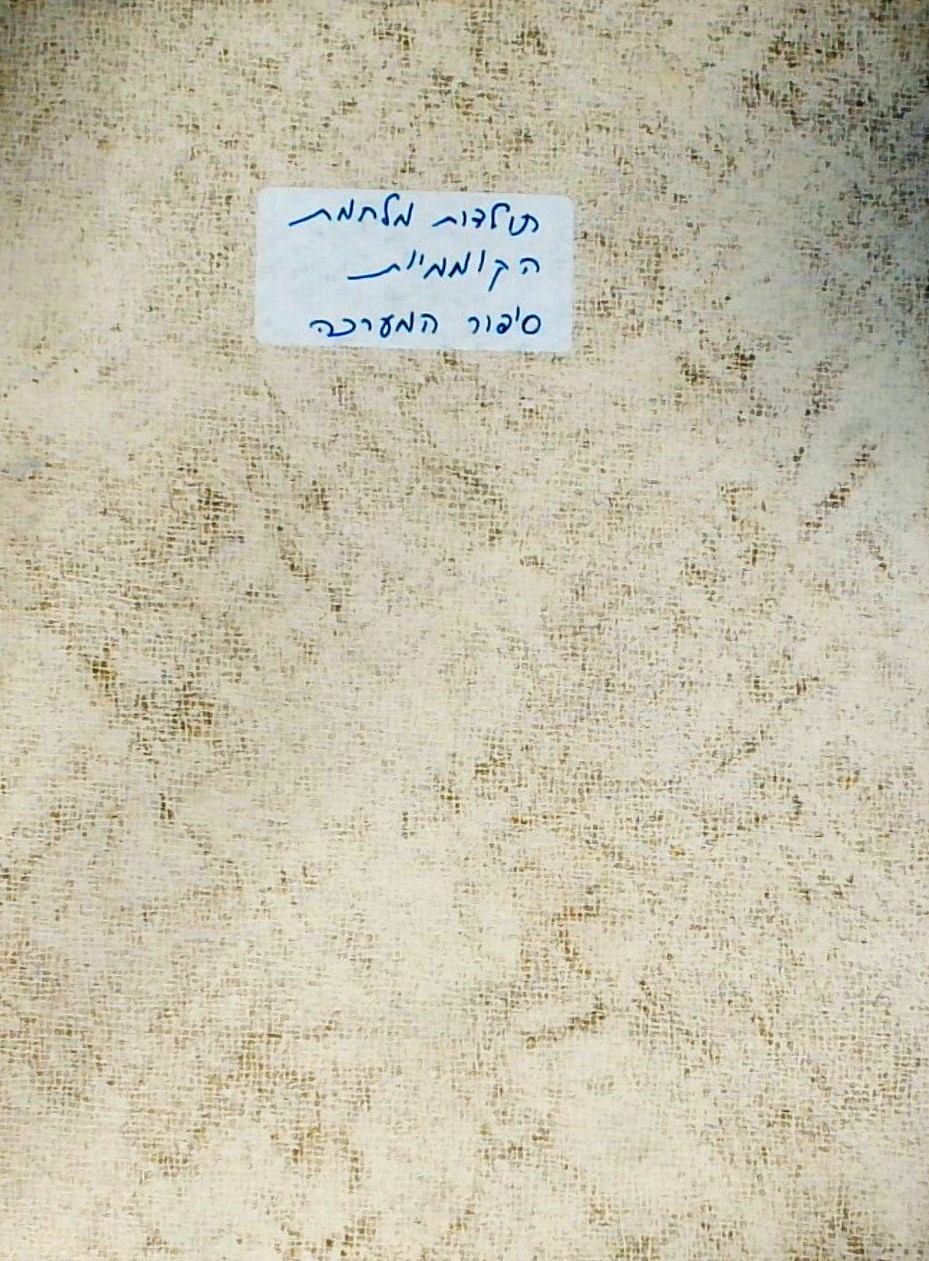 תולדות מלחמת
הקוממיות
סיפור המערכה